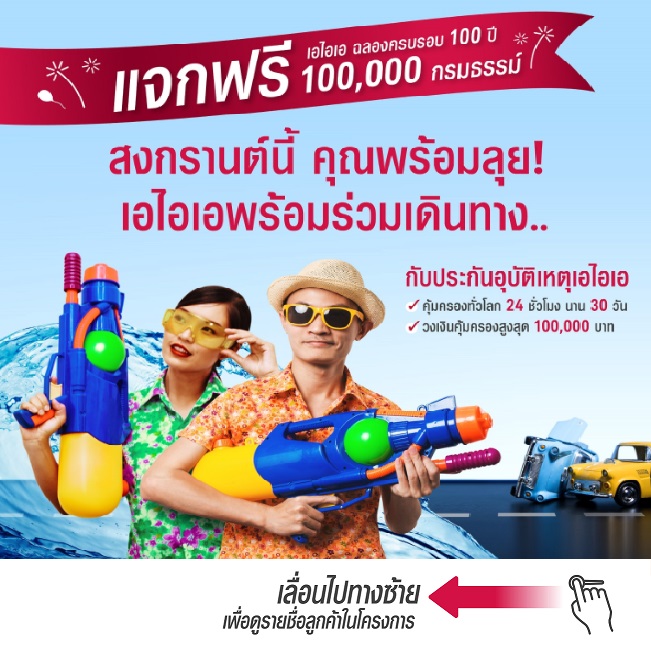 แจกฟรี
เอไอเอ ฉลองครบรอบ 100 ปี
100,000 กรมธรรม์
สงกรานต์นี้ คุณพร้อมลุย!
เอไอเอพร้อมร่วมเดินทาง..
กับประกันอุบัติเหตุเอไอเอ
✓ คุ้มครองทั่วโลก 24 ชั่วโมง นาน 30 วัน
✓ วงเงินคุ้มครองสูงสุด 100,000 บาท
เลื่อนไปทางซ้าย
เพื่อดูรายชื่อลูกค้าในโครงการ